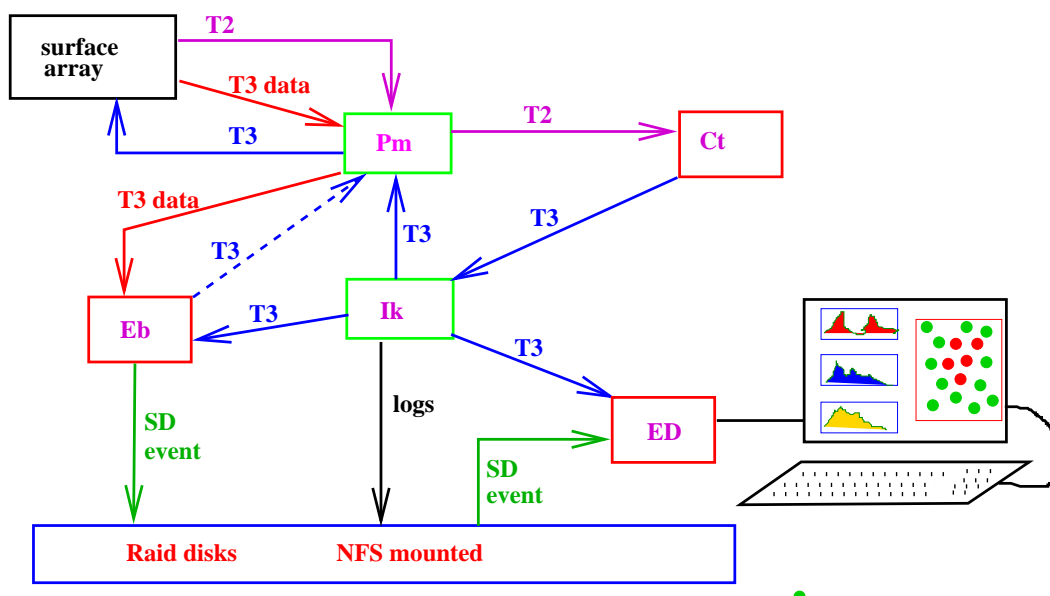 surface
array
T2
T3 data
T3
Pm
T2
Ct
T3 data
T3
T3
T3
Eb
T3
Ik
T3
logs
SD
event
ED
SD
event
Raid disks
NFS mounted